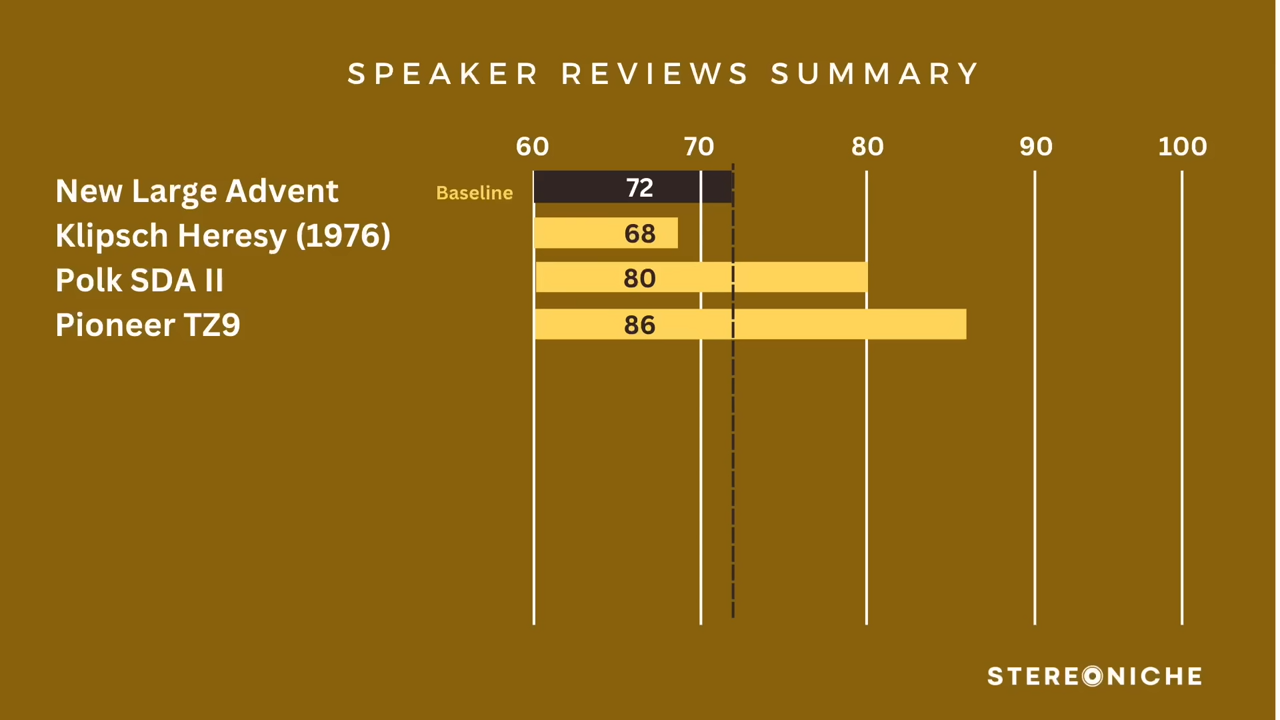 SPEAKER REVIEWS SUMMARY
60 70 80 90 100
New Large Advent Baseline 72
Klipsch Heresy (1976) 68
Polk SDA II 80
Pioneer TZ9 86
STEREONICHE